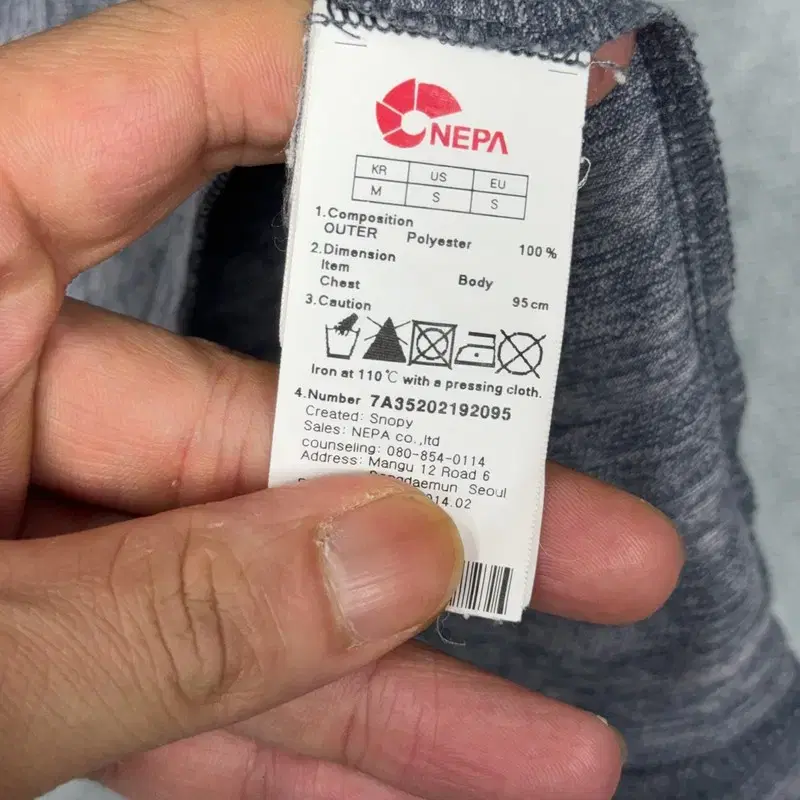 NEPA
KR US EU
M S S
1.Composition
OUTER Polyester 100%
2.Dimension
Item Body
Chest 95cm
3.Caution
Iron at 110℃ with a pressing cloth.
4.Number 7A35202192095
Created: Snopy
Sales: NEPA co.,ltd
counseling: 080-854-0114
Address: Mangu 12 Road 6
Seoul